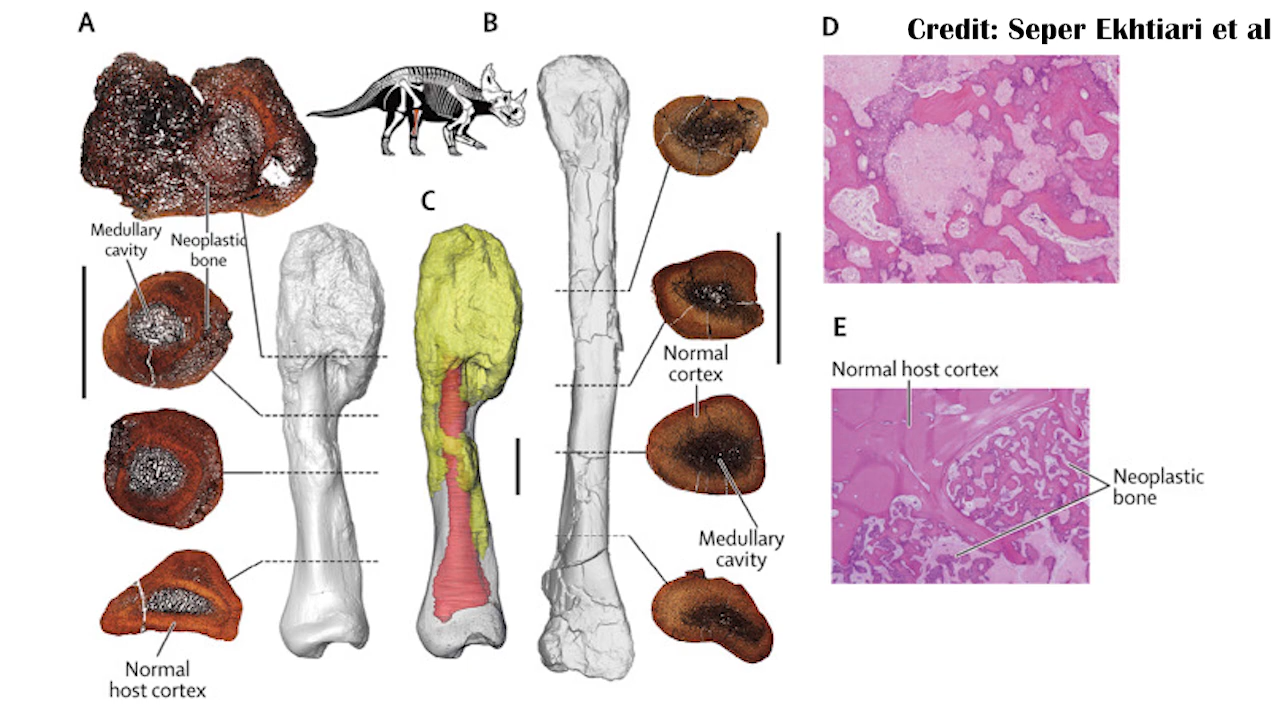 A
B
D
Credit: Seper Ekhtiari et al
C
Medullary
cavity
Neoplastic
bone
Normal
cortex
Medullary
cavity
Normal
host cortex
E
Normal host cortex
Neoplastic
bone